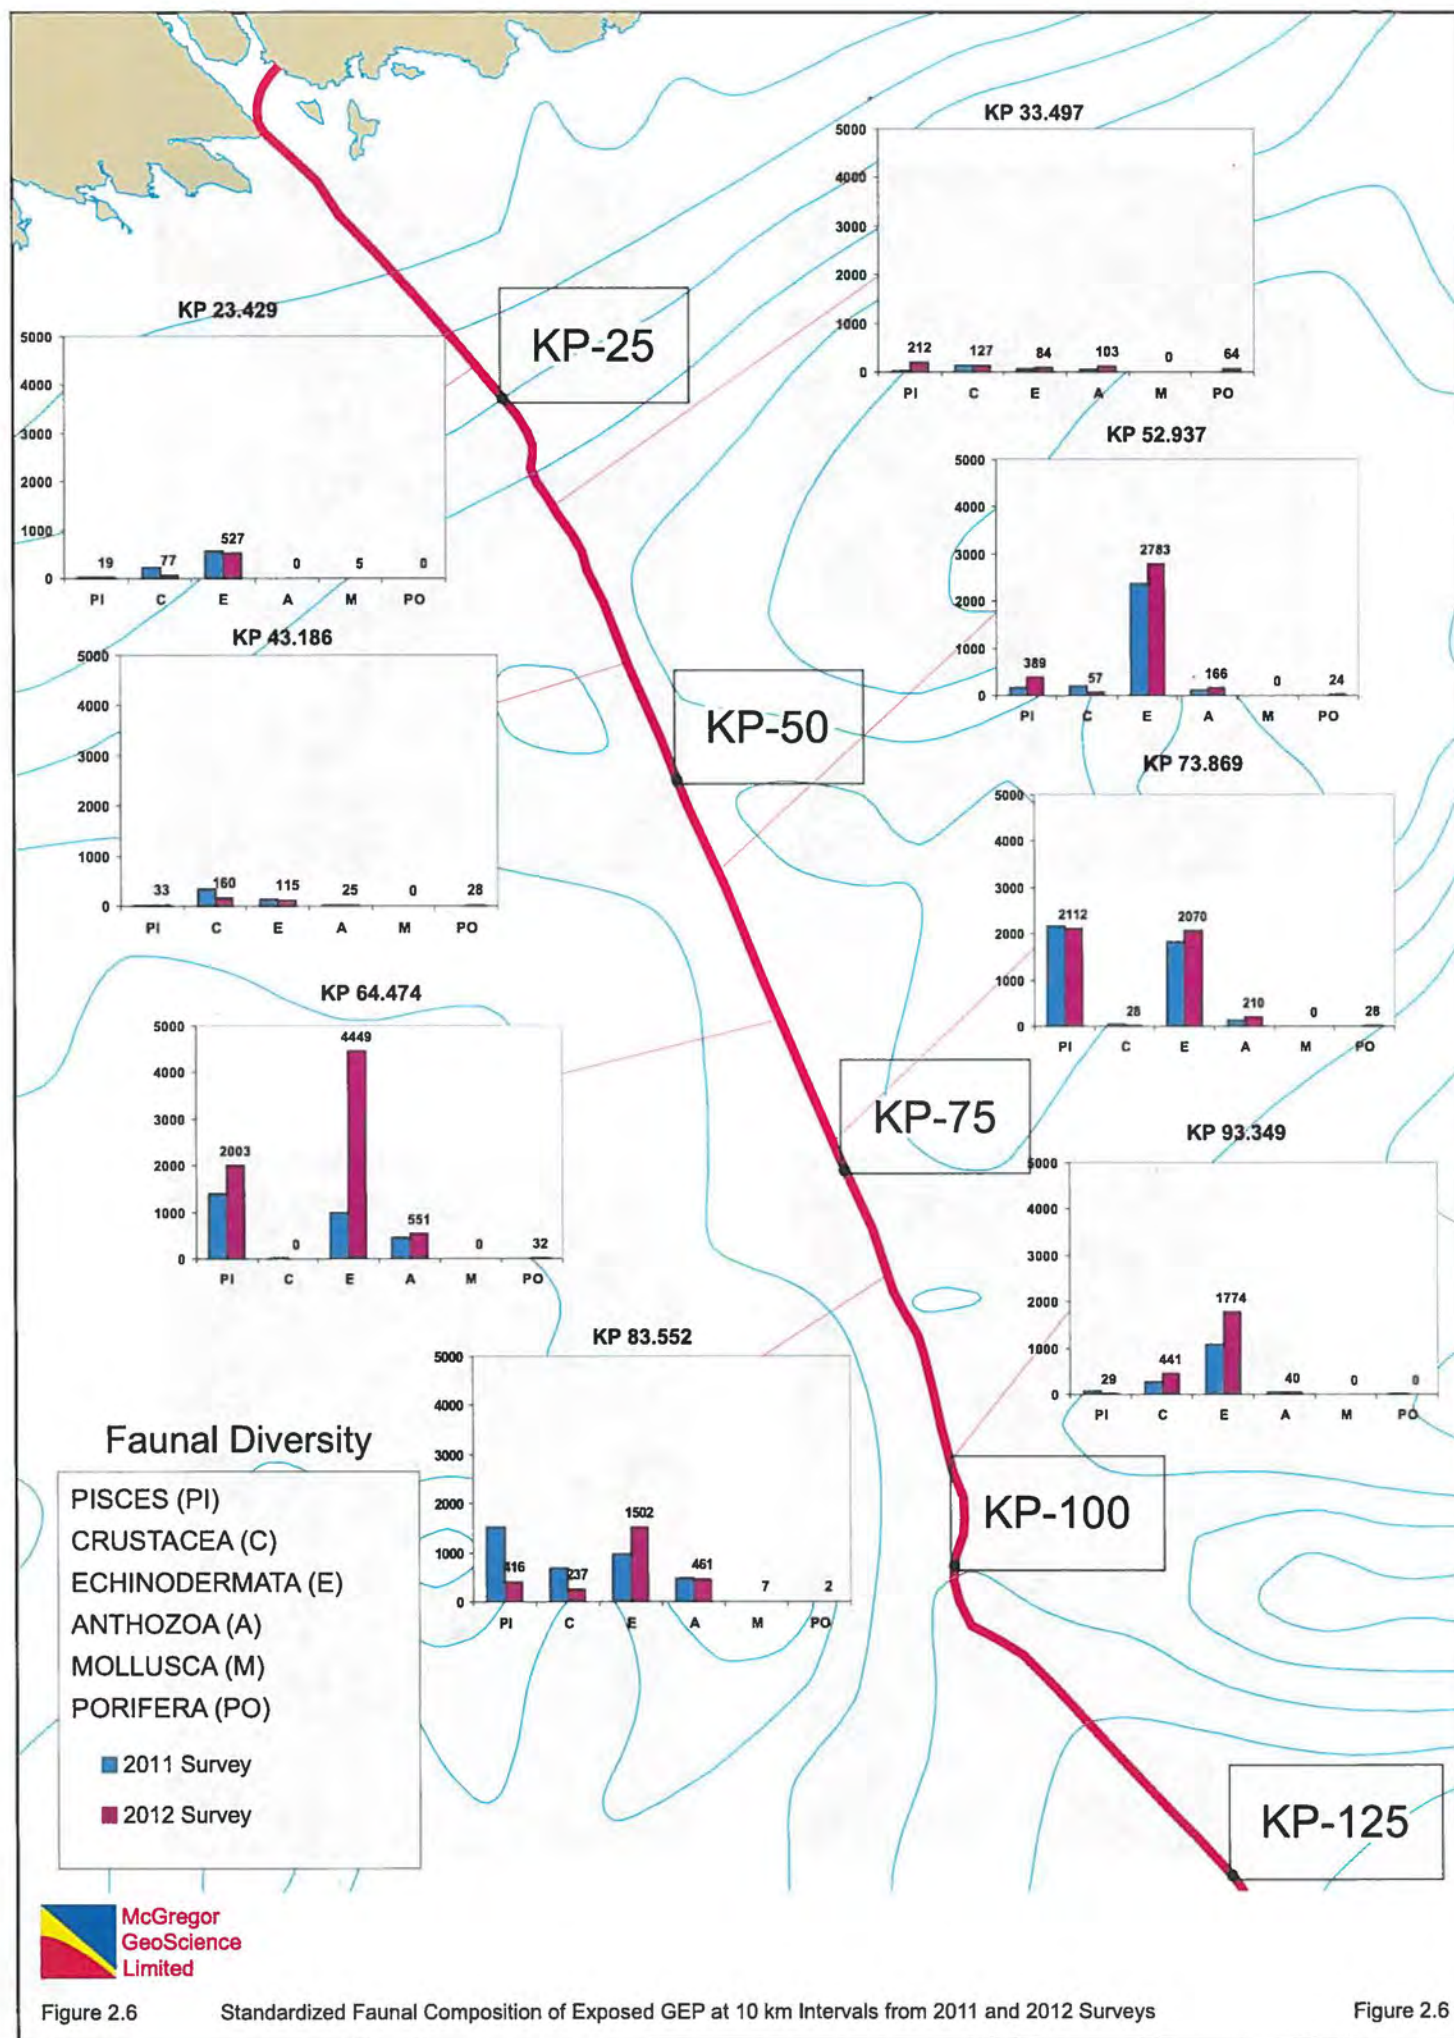 KP 33.497
5000
4000
3000
2000
1000
0
212 127 84 103 0 64
PI C E A M PO
KP 23.429
5000
4000
3000
2000
1000
0
19 77 527 0 5 0
PI C E A M PO
KP-25
KP 52.937
5000
4000
3000
2000
1000
0
389 57 2783 166 0 24
PI C E A M PO
KP 43.186
5000
4000
3000
2000
1000
0
33 160 115 25 0 28
PI C E A M PO
KP-50
KP 73.869
5000
4000
3000
2000
1000
0
2112 28 2070 210 0 28
PI C E A M PO
KP 64.474
5000
4000
3000
2000
1000
0
2003 0 4449 551 0 32
PI C E A M PO
KP-75
KP 93.349
5000
4000
3000
2000
1000
0
29 441 1774 40 0 0
PI C E A M PO
KP 83.552
5000
4000
3000
2000
1000
0
416 237 1502 461 7 2
PI C E A M PO
KP-100
Faunal Diversity
PISCES (PI)
CRUSTACEA (C)
ECHINODERMATA (E)
ANTHOZOA (A)
MOLLUSCA (M)
PORIFERA (PO)
2011 Survey
2012 Survey
KP-125
McGregor
GeoScience
Limited
Figure 2.6 Standardized Faunal Composition of Exposed GEP at 10 km Intervals from 2011 and 2012 Surveys Figure 2.6